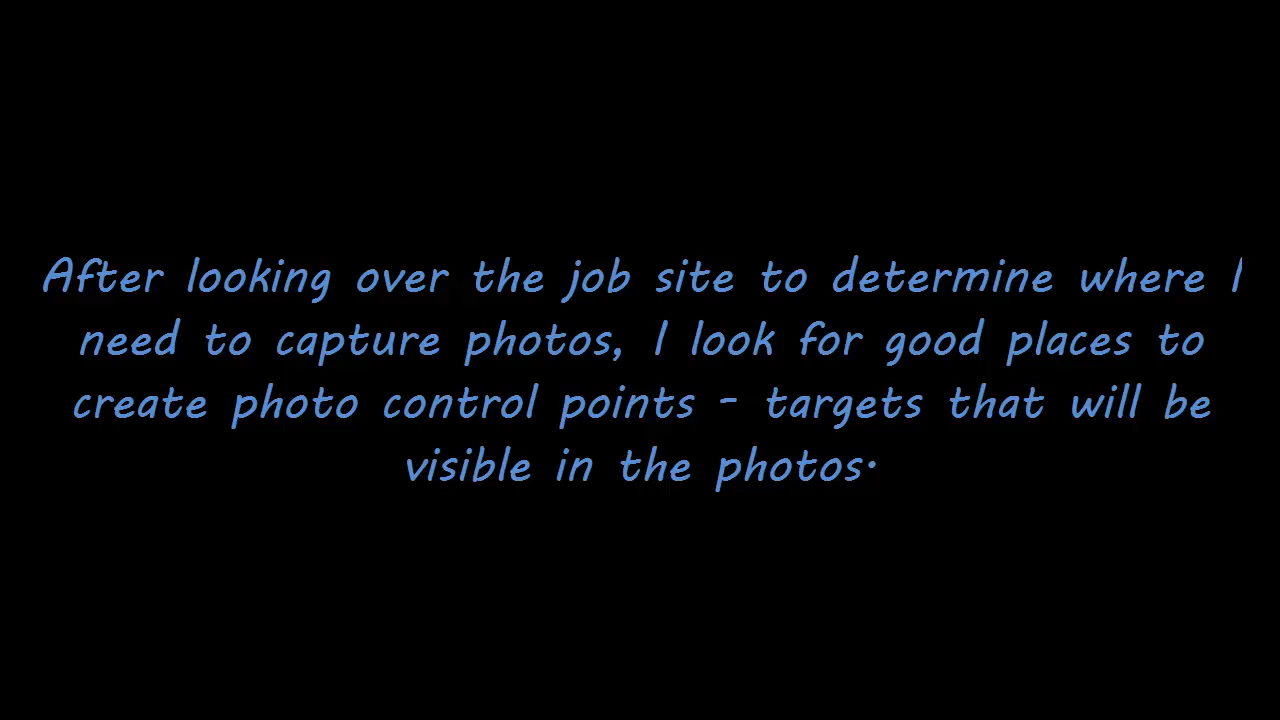 After looking over the job site to determine where I
need to capture photos, I look for good places to
create photo control points - targets that will be
visible in the photos.